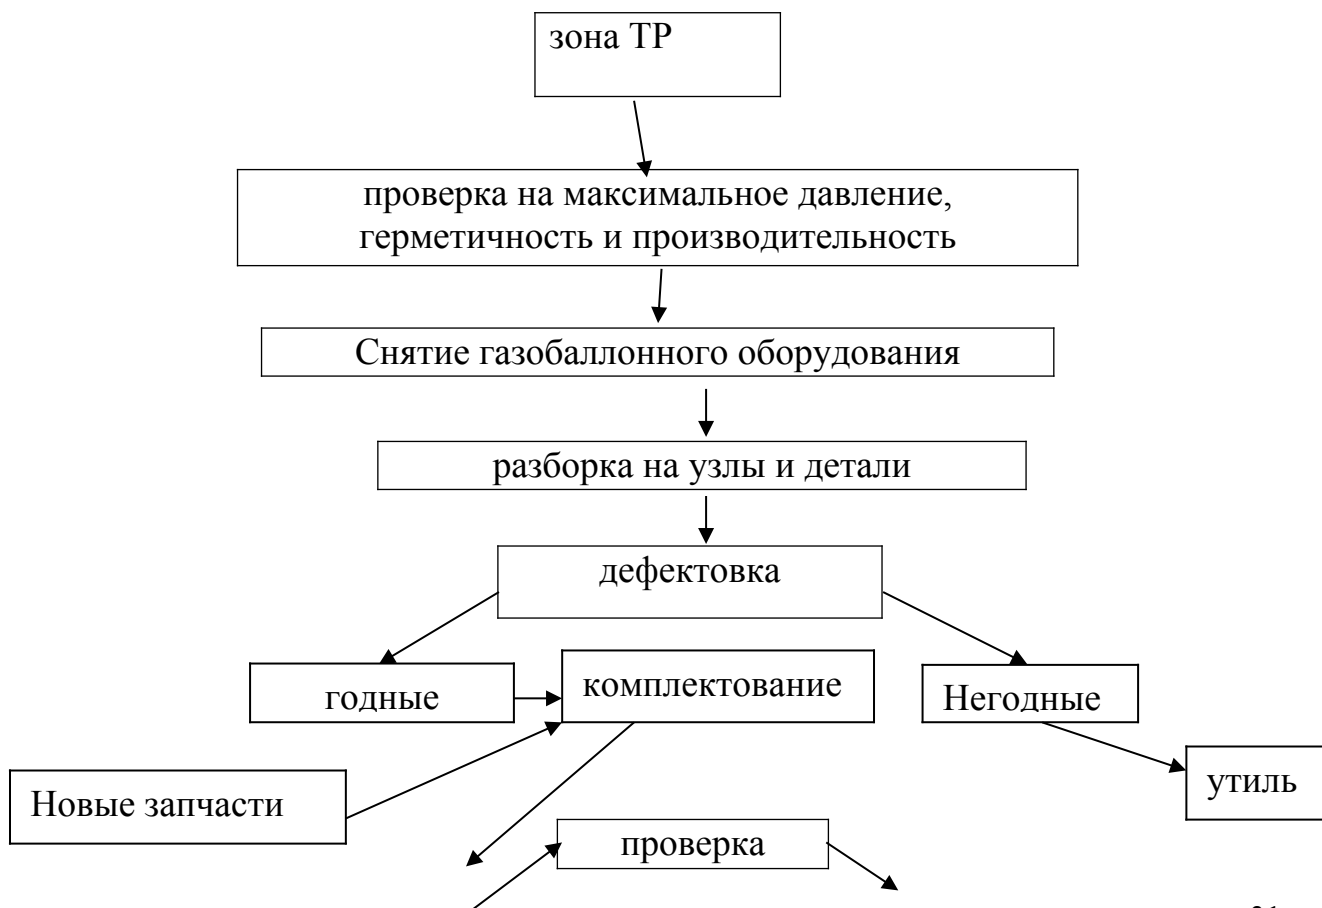 зона ТР
проверка на максимальное давление,
герметичность и производительность
Снятие газобаллонного оборудования
разборка на узлы и детали
дефектовка
годные
комплектование
Негодные
Новые запчасти
утиль
проверка